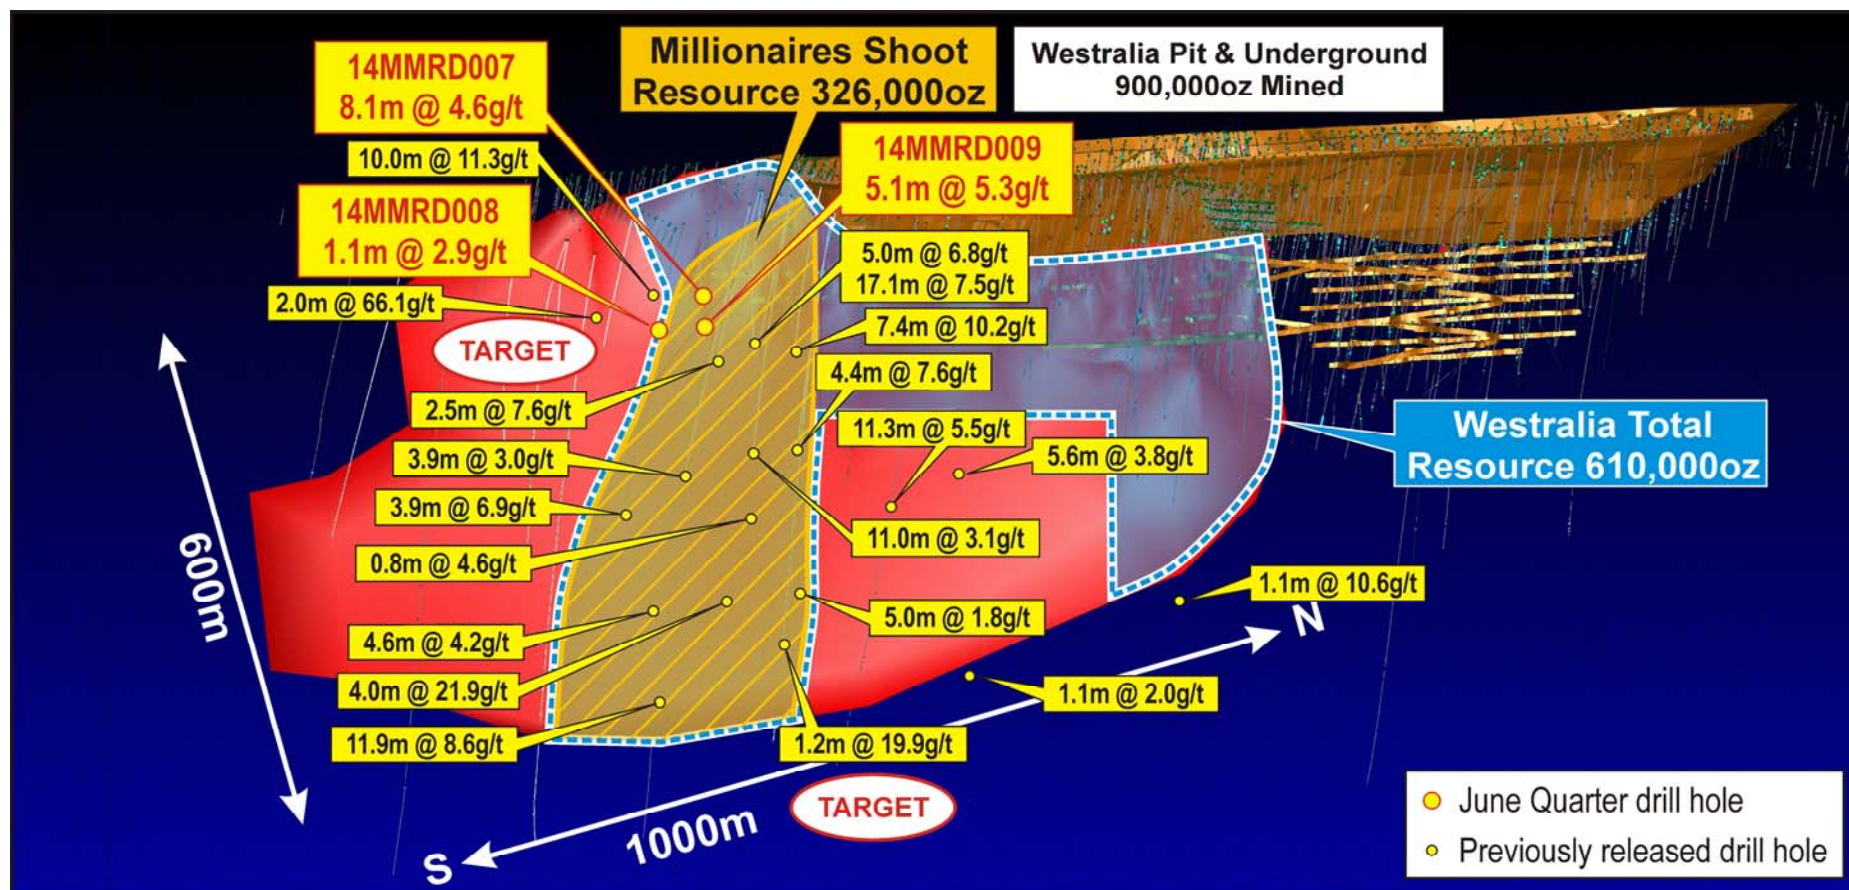 Millionaires Shoot
Resource 326,000oz
Westralia Pit & Underground
900,000oz Mined
14MMRD007
8.1m @ 4.6g/t
10.0m @ 11.3g/t
14MMRD009
5.1m @ 5.3g/t
14MMRD008
1.1m @ 2.9g/t
5.0m @ 6.8g/t
17.1m @ 7.5g/t
2.0m @ 66.1g/t
7.4m @ 10.2g/t
TARGET
4.4m @ 7.6g/t
2.5m @ 7.6g/t
11.3m @ 5.5g/t
Westralia Total
Resource 610,000oz
3.9m @ 3.0g/t
5.6m @ 3.8g/t
3.9m @ 6.9g/t
11.0m @ 3.1g/t
0.8m @ 4.6g/t
600m
1.1m @ 10.6g/t
5.0m @ 1.8g/t
N
4.6m @ 4.2g/t
4.0m @ 21.9g/t
1.1m @ 2.0g/t
11.9m @ 8.6g/t
1.2m @ 19.9g/t
TARGET
1000m
S
June Quarter drill hole
Previously released drill hole